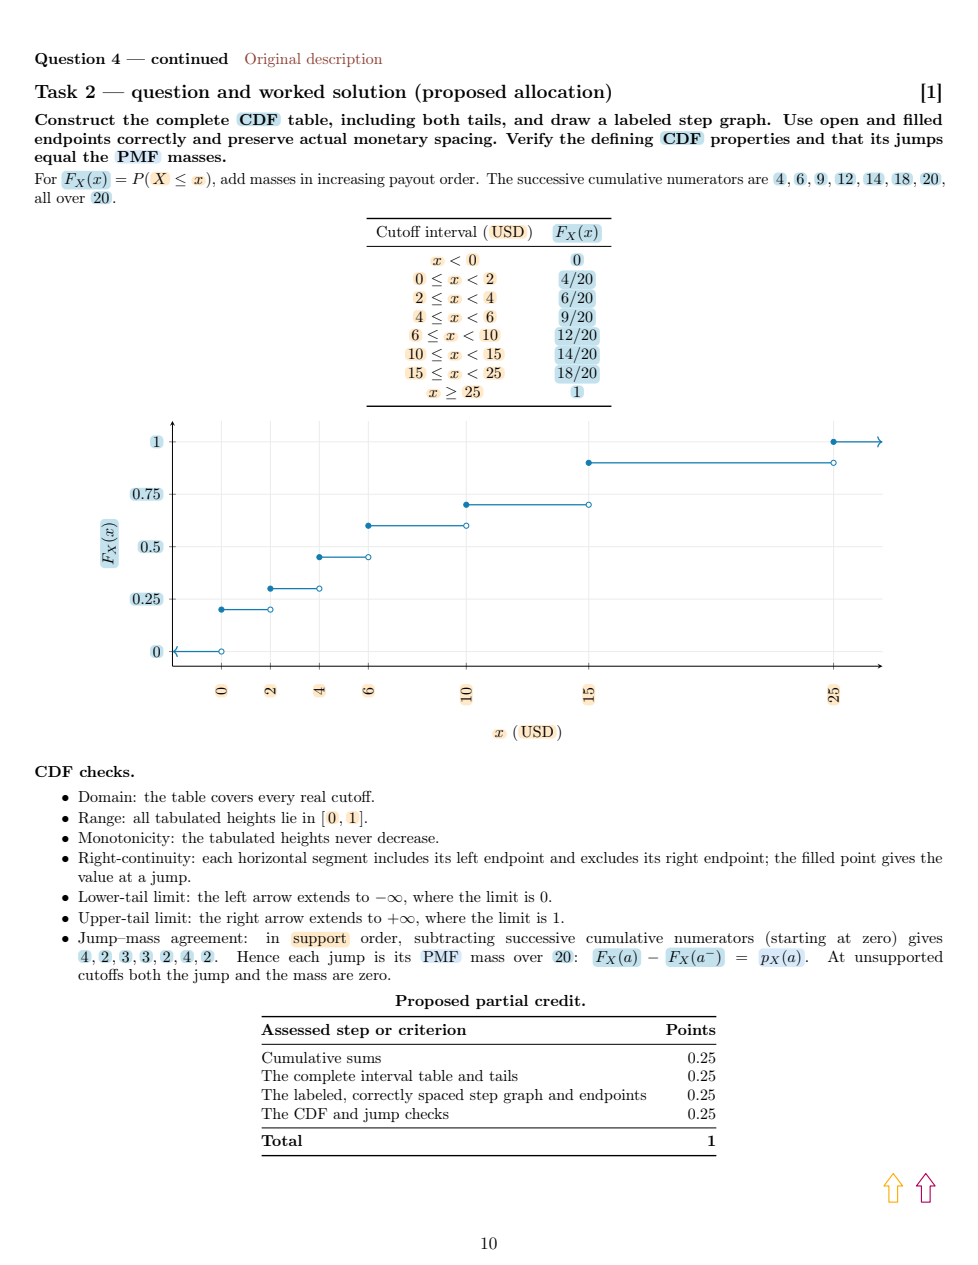 Question 4 — continued Original description
Task 2 — question and worked solution (proposed allocation) [1]
Construct the complete CDF table, including both tails, and draw a labeled step graph. Use open and filled
endpoints correctly and preserve actual monetary spacing. Verify the defining CDF properties and that its jumps
equal the PMF masses.
For F_X(x) = P(X ≤ x), add masses in increasing payout order. The successive cumulative numerators are 4, 6, 9, 12, 14, 18, 20,
all over 20.
Cutoff interval (USD) F_X(x)
x < 0 0
0 ≤ x < 2 4/20
2 ≤ x < 4 6/20
4 ≤ x < 6 9/20
6 ≤ x < 10 12/20
10 ≤ x < 15 14/20
15 ≤ x < 25 18/20
x ≥ 25 1
1
0.75
0.5
0.25
0
F_X(x)
0 2 4 6 10 15 25
x (USD)
CDF checks.
• Domain: the table covers every real cutoff.
• Range: all tabulated heights lie in [0, 1].
• Monotonicity: the tabulated heights never decrease.
• Right-continuity: each horizontal segment includes its left endpoint and excludes its right endpoint; the filled point gives the
value at a jump.
• Lower-tail limit: the left arrow extends to −∞, where the limit is 0.
• Upper-tail limit: the right arrow extends to +∞, where the limit is 1.
• Jump–mass agreement: in support order, subtracting successive cumulative numerators (starting at zero) gives
4, 2, 3, 3, 2, 4, 2. Hence each jump is its PMF mass over 20: F_X(a) − F_X(a⁻) = p_X(a). At unsupported
cutoffs both the jump and the mass are zero.
Proposed partial credit.
Assessed step or criterion Points
Cumulative sums 0.25
The complete interval table and tails 0.25
The labeled, correctly spaced step graph and endpoints 0.25
The CDF and jump checks 0.25
Total 1
10